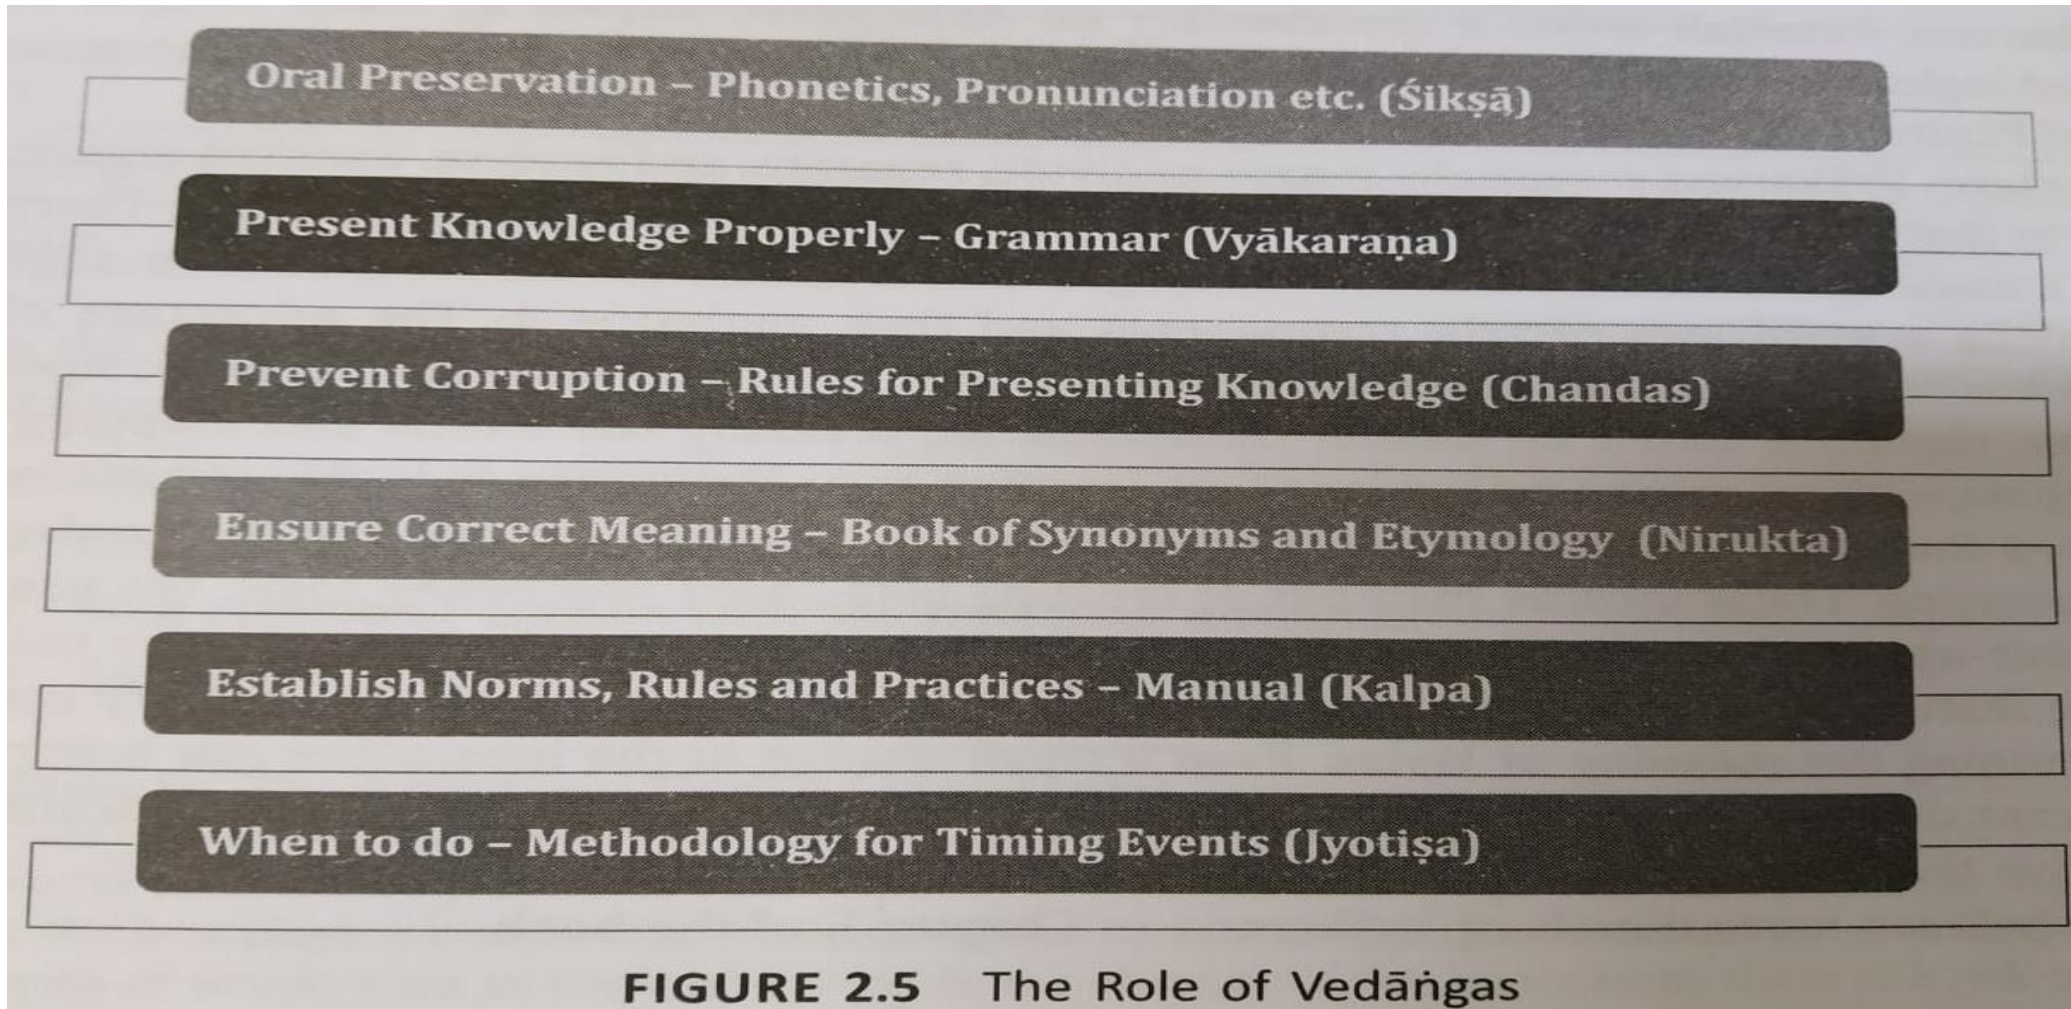 Oral Preservation – Phonetics, Pronunciation etc. (Śikṣā)
Present Knowledge Properly – Grammar (Vyākaraṇa)
Prevent Corruption – Rules for Presenting Knowledge (Chandas)
Ensure Correct Meaning – Book of Synonyms and Etymology (Nirukta)
Establish Norms, Rules and Practices – Manual (Kalpa)
When to do – Methodology for Timing Events (Jyotiṣa)
FIGURE 2.5 The Role of Vedāṅgas